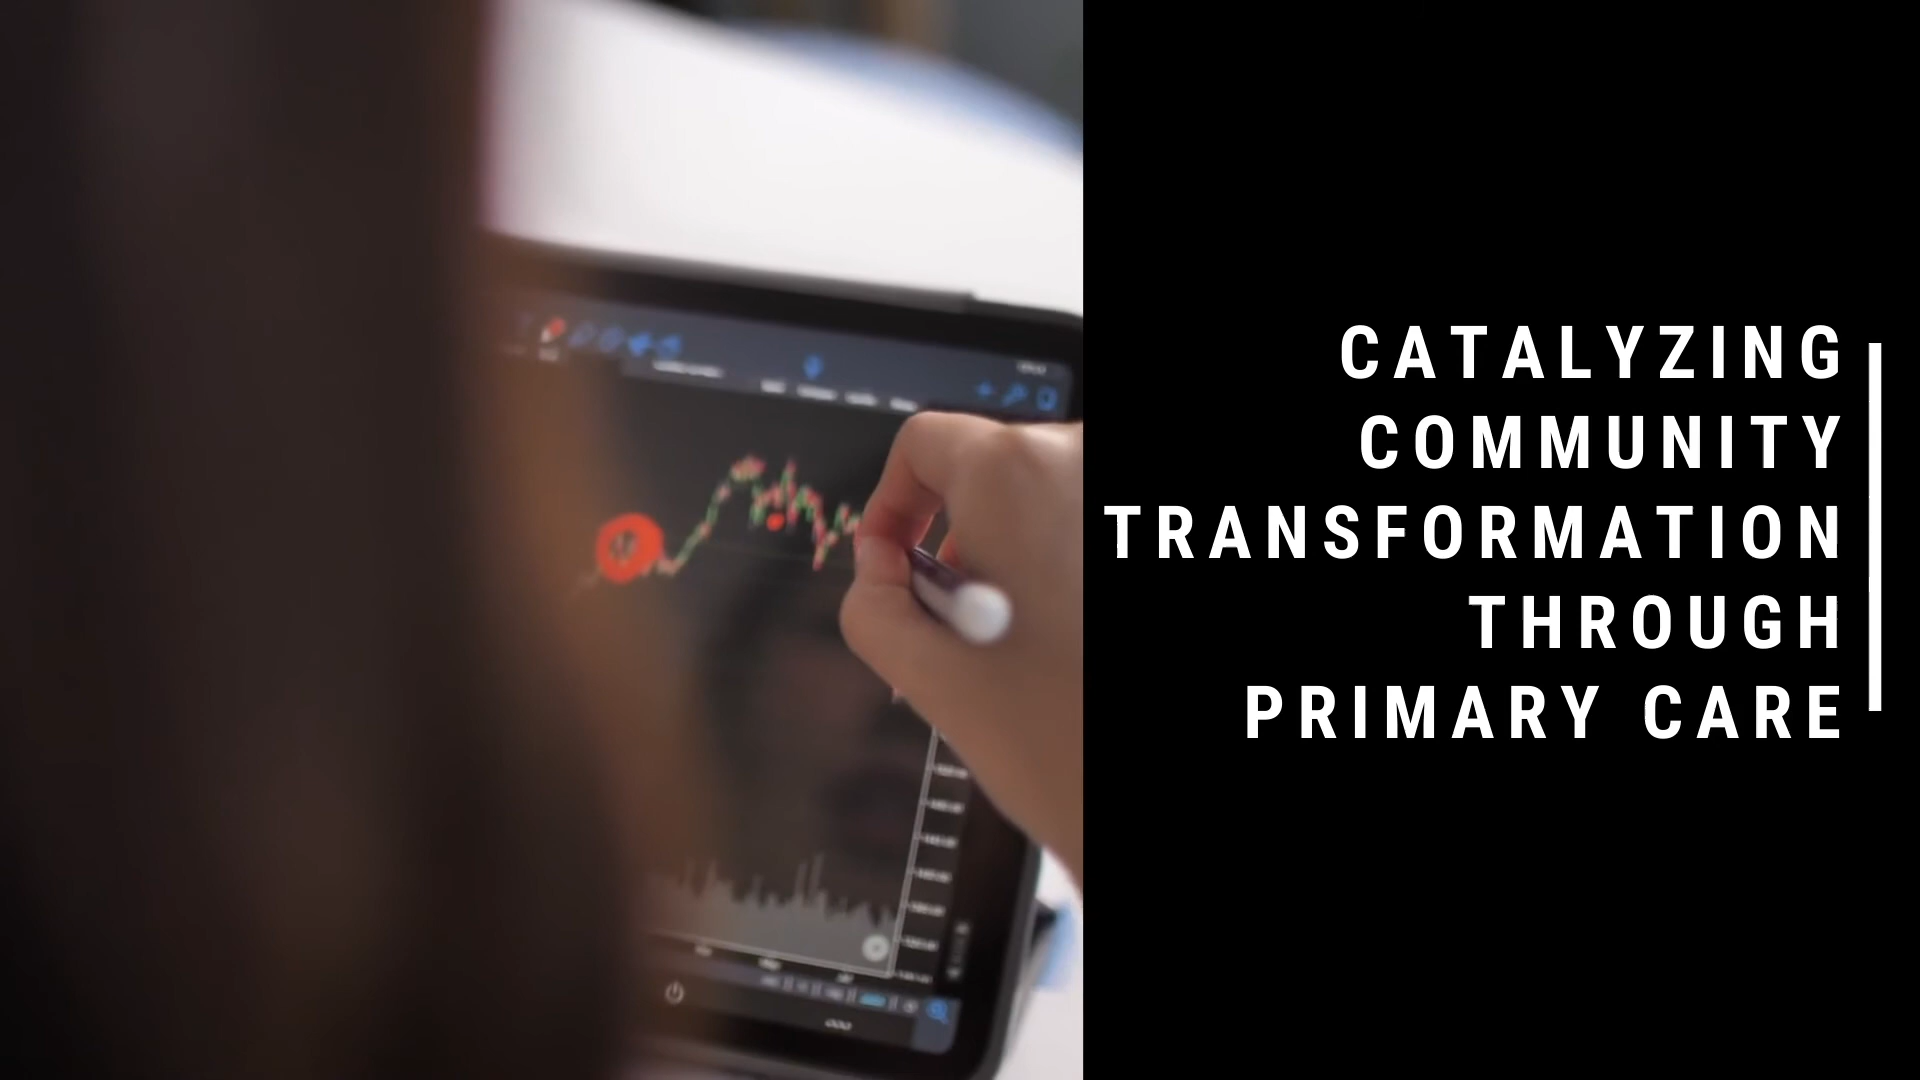 CATALYZING
COMMUNITY
TRANSFORMATION
THROUGH
PRIMARY CARE